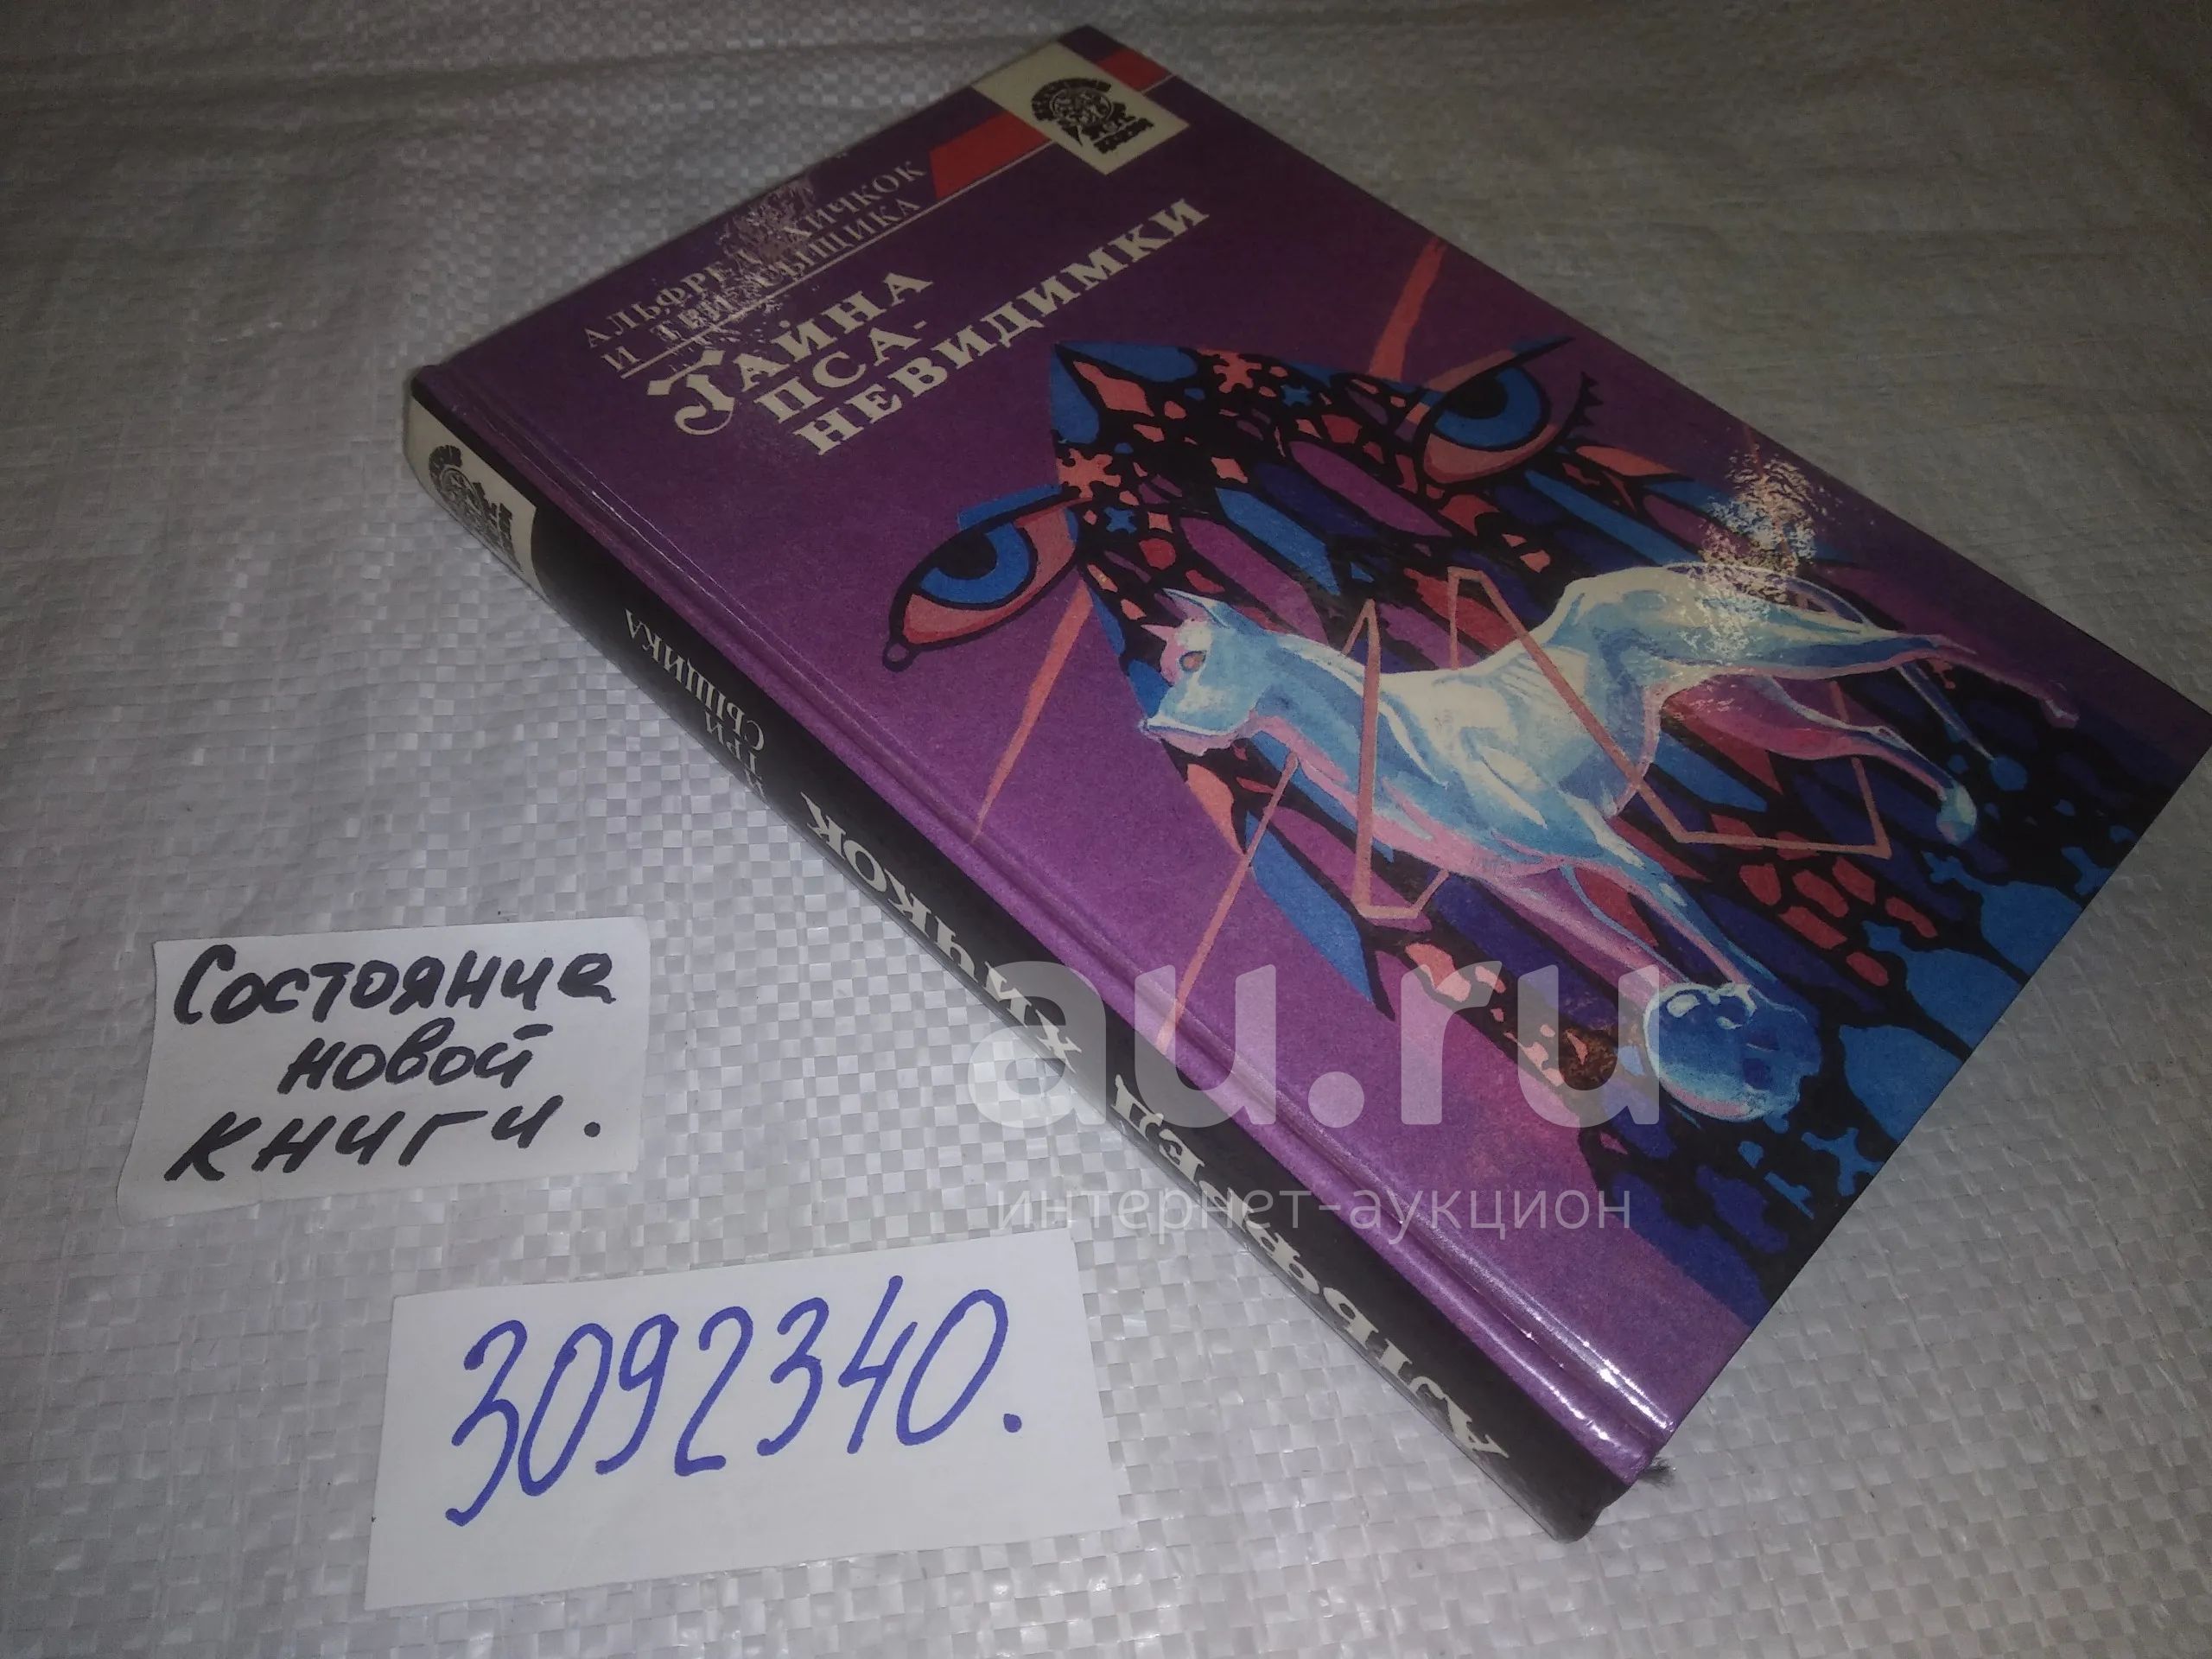 АЛЬФРЕД ХИЧКОК
И ТРИ СЫЩИКА
ТАЙНА
ПСА-
НЕВИДИМКИ
АЛЬФРЕД ХИЧКОК
И ТРИ
СЫЩИКА
Состояние
новой
книги.
3092340.
au.ru
интернет-аукцион